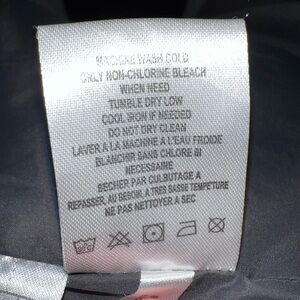 MACHINE WASH COLD
ONLY NON-CHLORINE BLEACH
WHEN NEED
TUMBLE DRY LOW
COOL IRON IF NEEDED
DO NOT DRY CLEAN
LAVER A LA MACHINE A L'EAU FROIDE
BLANCHIR SANS CHLORE SI
NECESSAIRE
SECHER PAR CULBUTAGE A
REPASSER, AU BESOIN, A TRES BASSE TEMPETURE
NE PAS NETTOYER A SEC